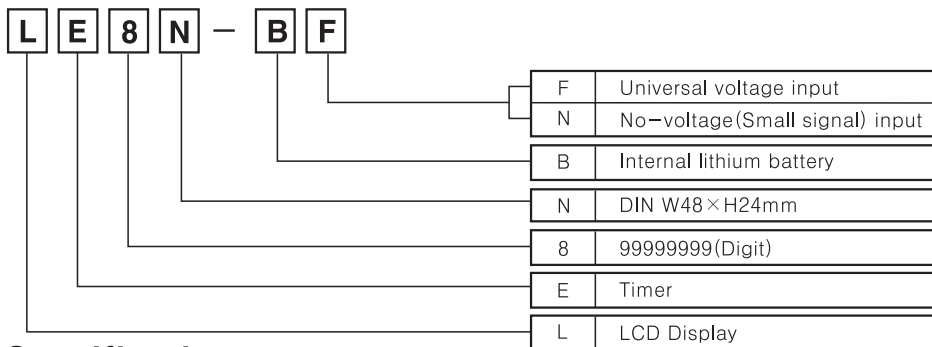 L E 8 N - B F
F Universal voltage input
N No-voltage(Small signal) input
B Internal lithium battery
N DIN W48×H24mm
8 99999999(Digit)
E Timer
L LCD Display